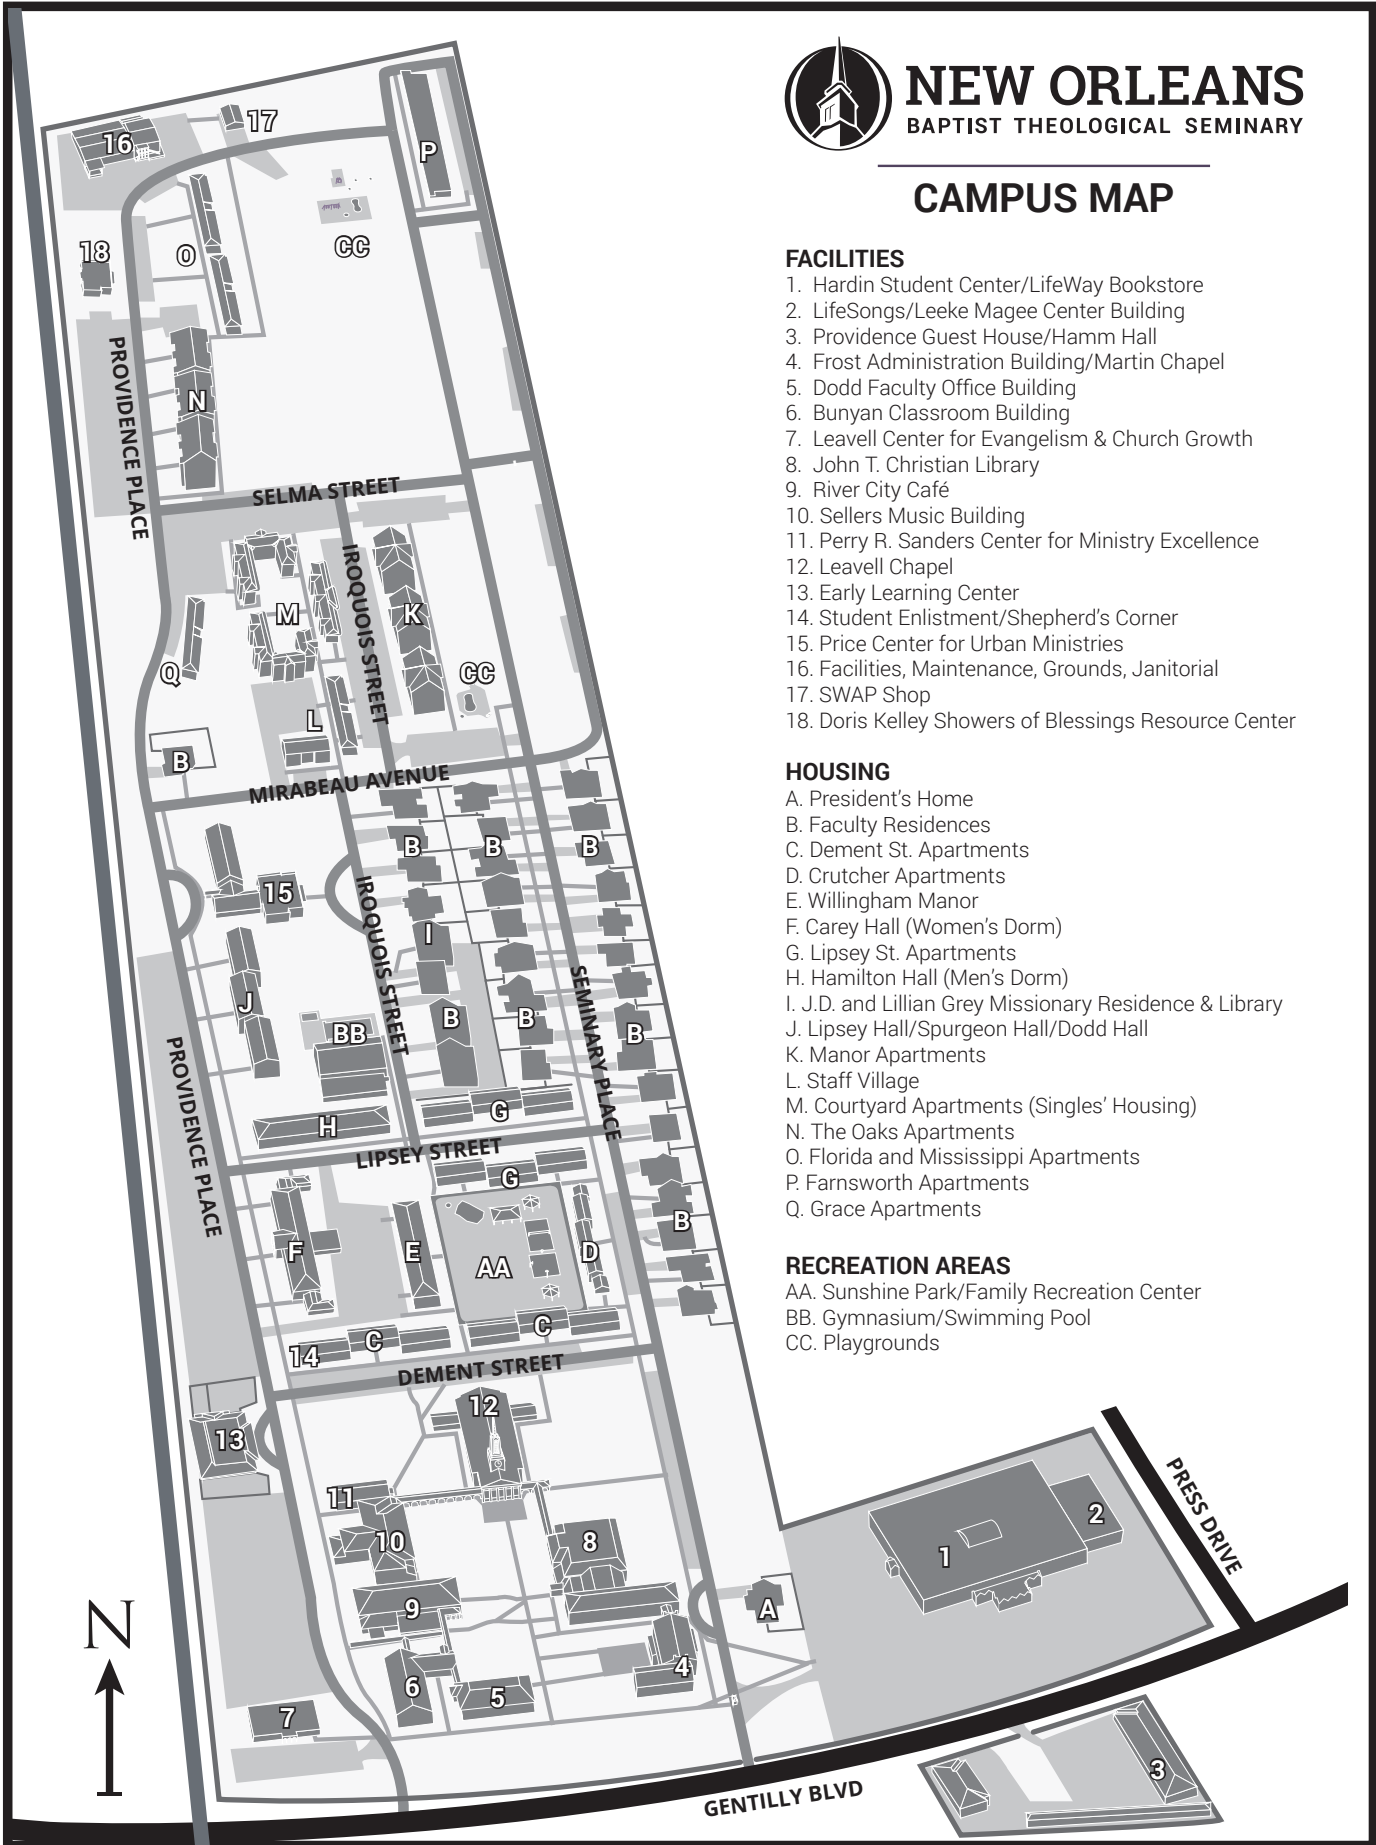 NEW ORLEANS
BAPTIST THEOLOGICAL SEMINARY
CAMPUS MAP
FACILITIES
1. Hardin Student Center/LifeWay Bookstore
2. LifeSongs/Leeke Magee Center Building
3. Providence Guest House/Hamm Hall
4. Frost Administration Building/Martin Chapel
5. Dodd Faculty Office Building
6. Bunyan Classroom Building
7. Leavell Center for Evangelism & Church Growth
8. John T. Christian Library
9. River City Café
10. Sellers Music Building
11. Perry R. Sanders Center for Ministry Excellence
12. Leavell Chapel
13. Early Learning Center
14. Student Enlistment/Shepherd's Corner
15. Price Center for Urban Ministries
16. Facilities, Maintenance, Grounds, Janitorial
17. SWAP Shop
18. Doris Kelley Showers of Blessings Resource Center
HOUSING
A. President's Home
B. Faculty Residences
C. Dement St. Apartments
D. Crutcher Apartments
E. Willingham Manor
F. Carey Hall (Women's Dorm)
G. Lipsey St. Apartments
H. Hamilton Hall (Men's Dorm)
I. J.D. and Lillian Grey Missionary Residence & Library
J. Lipsey Hall/Spurgeon Hall/Dodd Hall
K. Manor Apartments
L. Staff Village
M. Courtyard Apartments (Singles' Housing)
N. The Oaks Apartments
O. Florida and Mississippi Apartments
P. Farnsworth Apartments
Q. Grace Apartments
RECREATION AREAS
AA. Sunshine Park/Family Recreation Center
BB. Gymnasium/Swimming Pool
CC. Playgrounds
16
17
P
CC
18
O
PROVIDENCE PLACE
N
SELMA STREET
IROQUOIS STREET
M
K
Q
CC
L
B
MIRABEAU AVENUE
B
B
B
15
IROQUOIS STREET
I
SEMINARY PLACE
J
BB
B
B
B
PROVIDENCE PLACE
G
H
LIPSEY STREET
G
B
F
E
AA
D
C
C
14
DEMENT STREET
12
13
11
10
8
9
A
6
5
4
7
1
2
PRESS DRIVE
3
GENTILLY BLVD
N